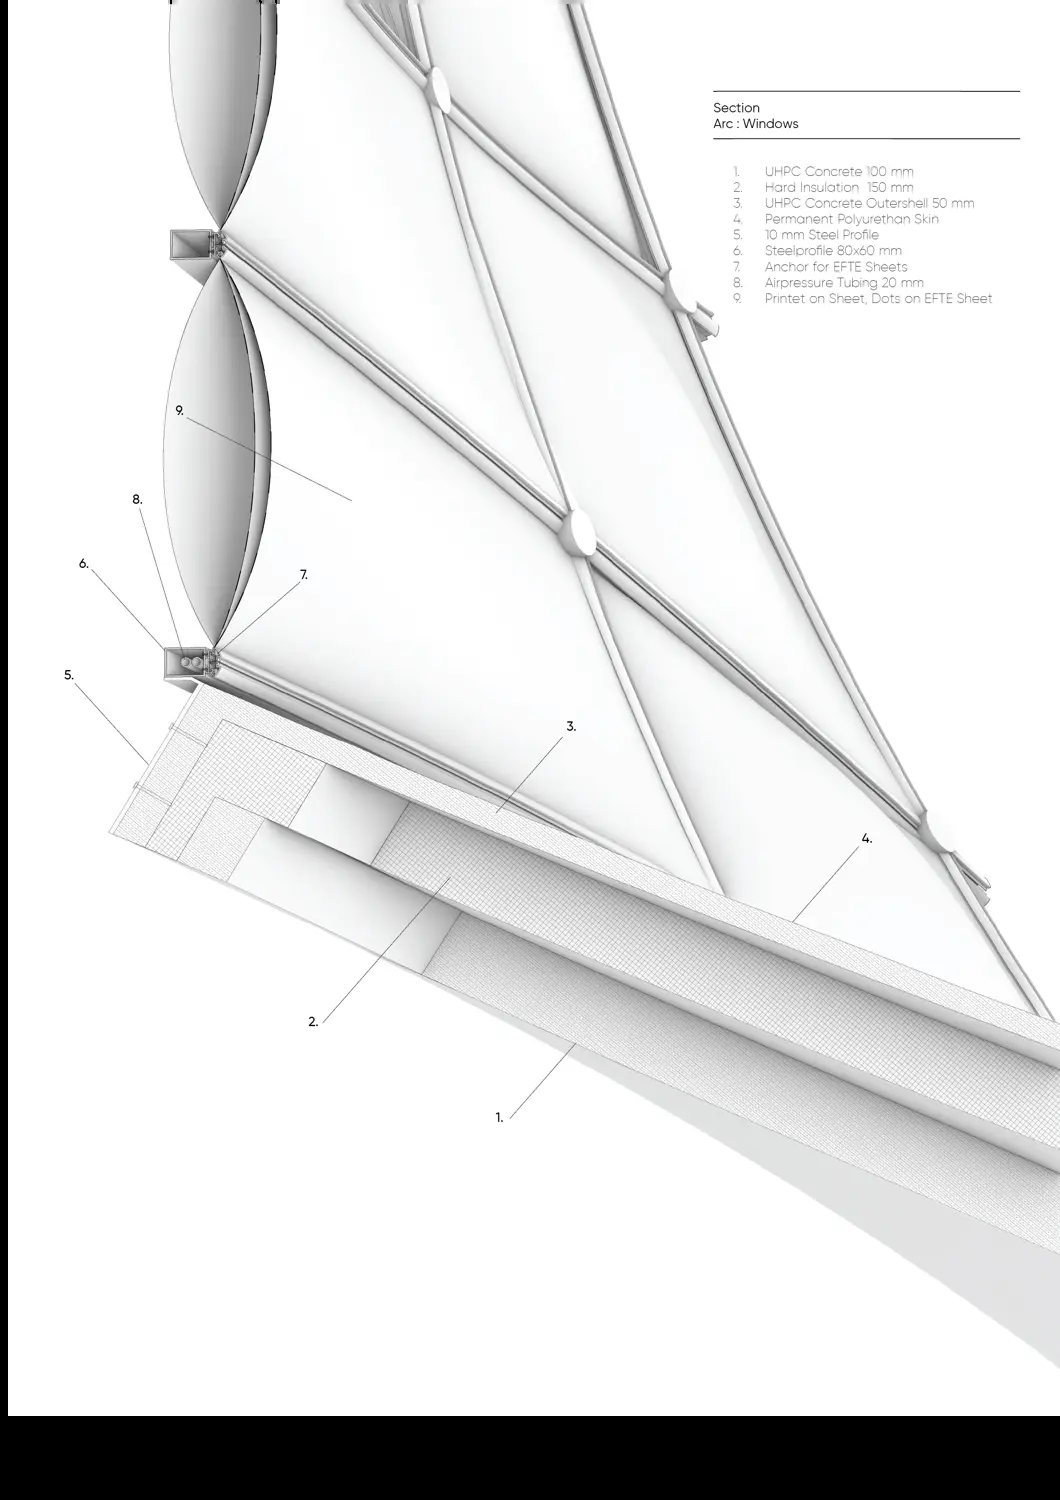 Section
Arc : Windows
1. UHPC Concrete 100 mm
2. Hard Insulation 150 mm
3. UHPC Concrete Outershell 50 mm
4. Permanent Polyurethan Skin
5. 10 mm Steel Profile
6. Steelprofile 80x60 mm
7. Anchor for EFTE Sheets
8. Airpressure Tubing 20 mm
9. Printet on Sheet, Dots on EFTE Sheet
9.
8.
6.
7.
5.
3.
4.
2.
1.